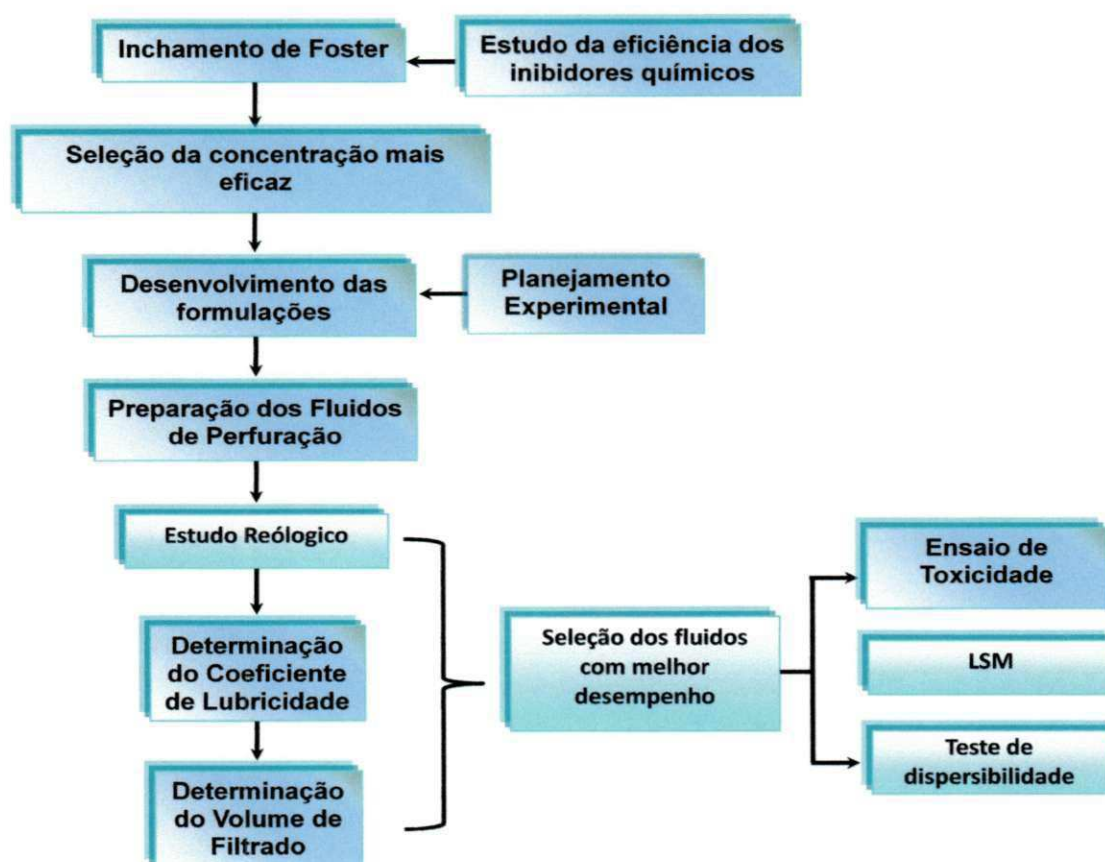 Inchamento de Foster
Estudo da eficiência dos
inibidores químicos
Seleção da concentração mais
eficaz
Desenvolvimento das
formulações
Planejamento
Experimental
Preparação dos Fluidos
de Perfuração
Estudo Reólogico
Determinação
do Coeficiente
de Lubricidade
Determinação
do Volume de
Filtrado
Seleção dos fluidos
com melhor
desempenho
Ensaio de
Toxicidade
LSM
Teste de
dispersibilidade